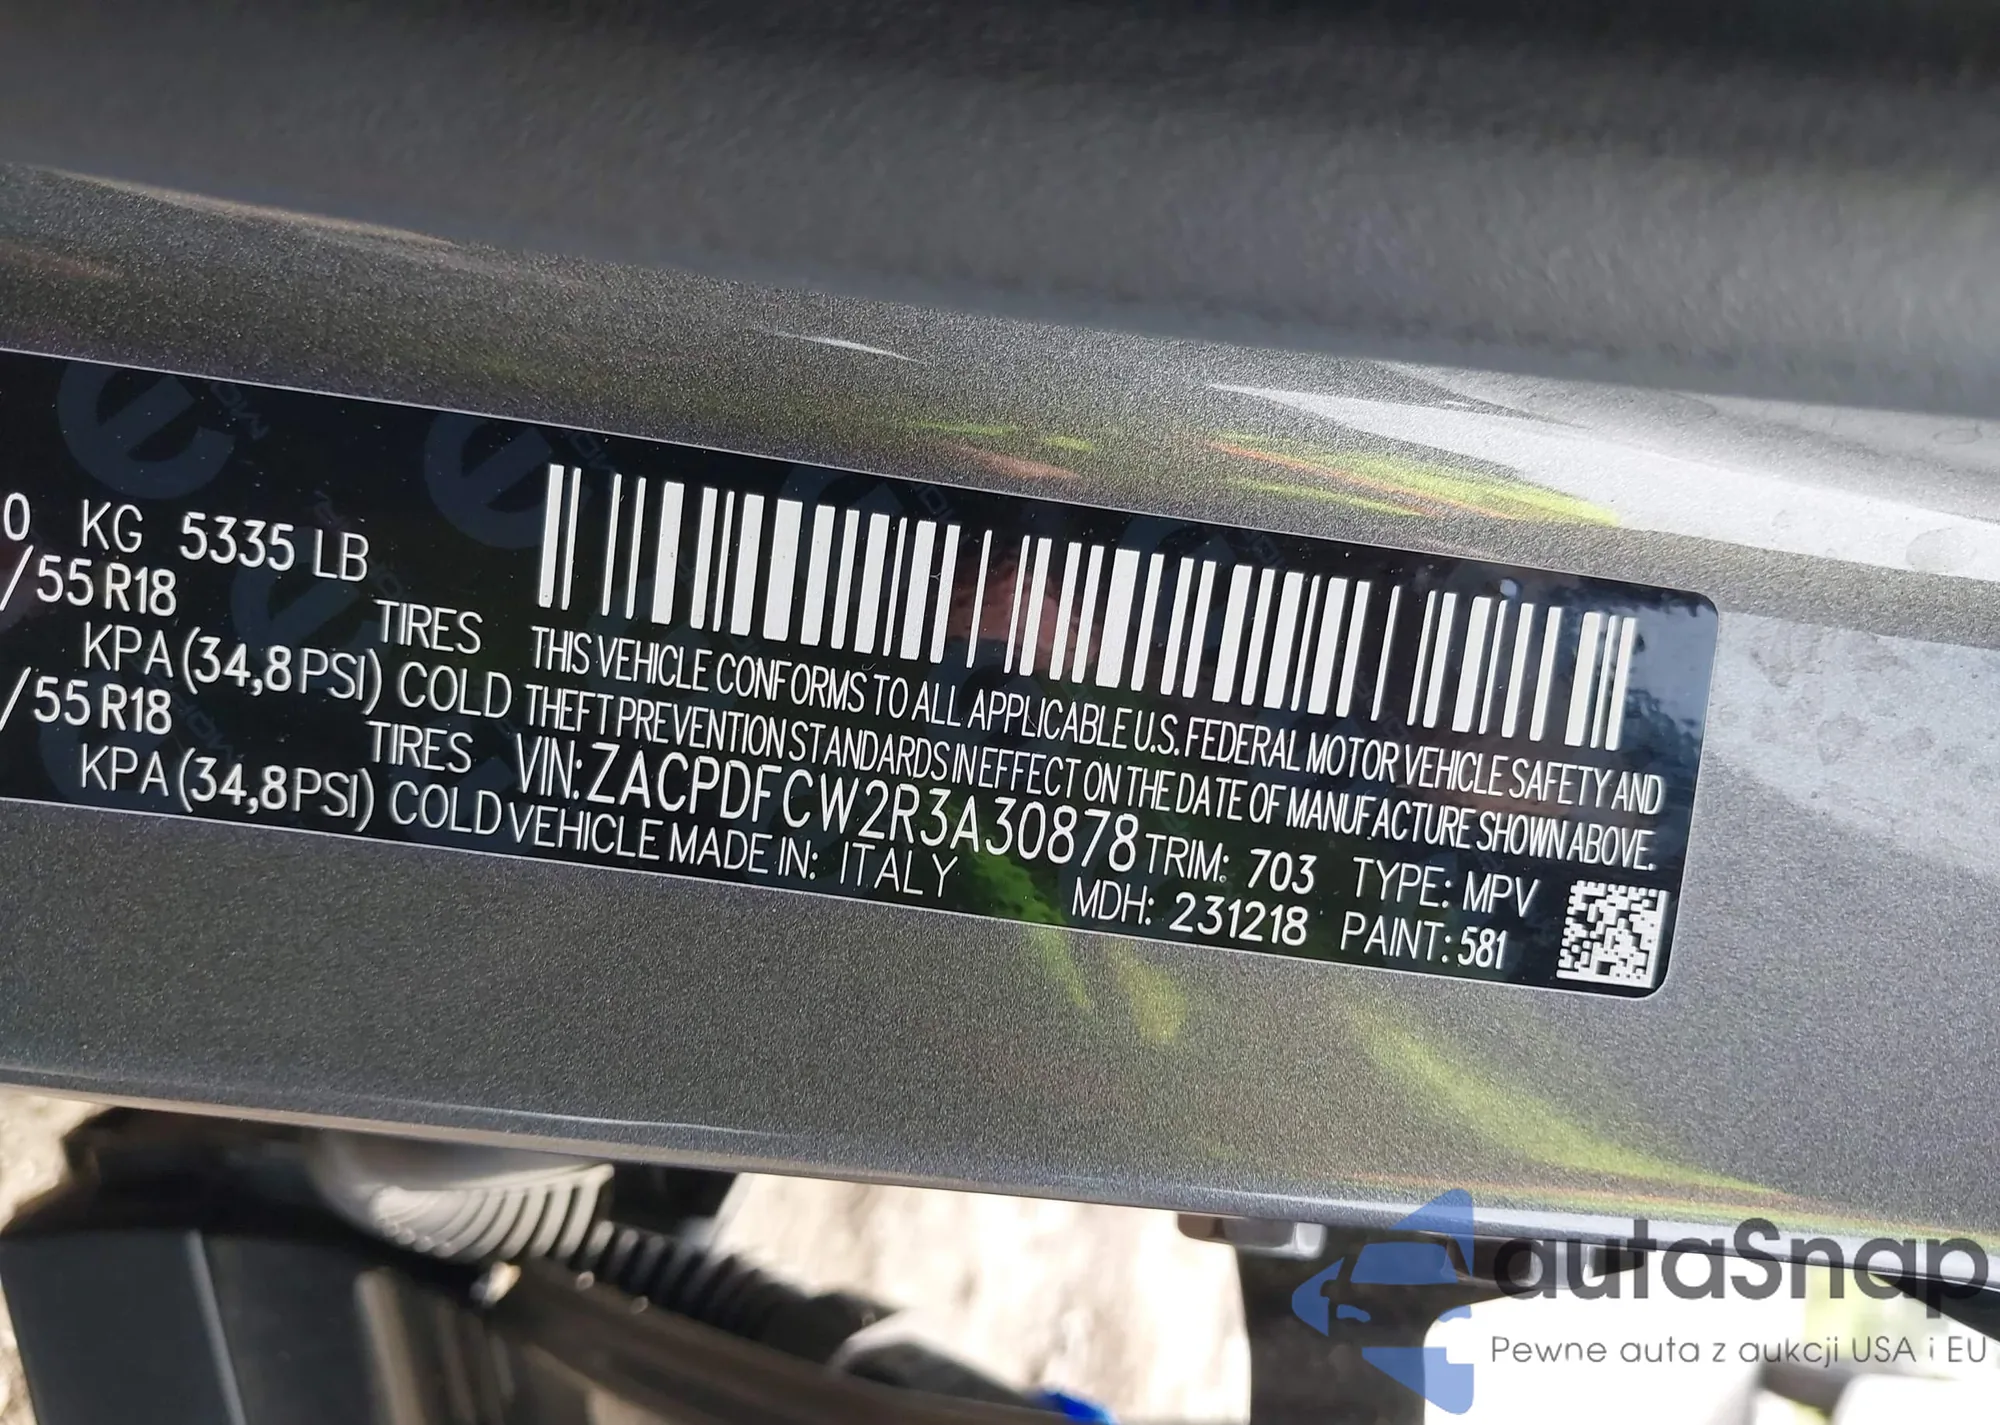 0 KG 5335 LB
/55 R18 TIRES
KPA (34,8 PSI) COLD
/55 R18 TIRES
KPA (34,8 PSI) COLD
THIS VEHICLE CONFORMS TO ALL APPLICABLE U.S. FEDERAL MOTOR VEHICLE SAFETY AND
THEFT PREVENTION STANDARDS IN EFFECT ON THE DATE OF MANUFACTURE SHOWN ABOVE.
VIN: ZACPDFCW2R3A30878 TRIM: 703 TYPE: MPV
VEHICLE MADE IN: ITALY MDH: 231218 PAINT: 581
autaSnap
Pewne auta z aukcji USA i EU